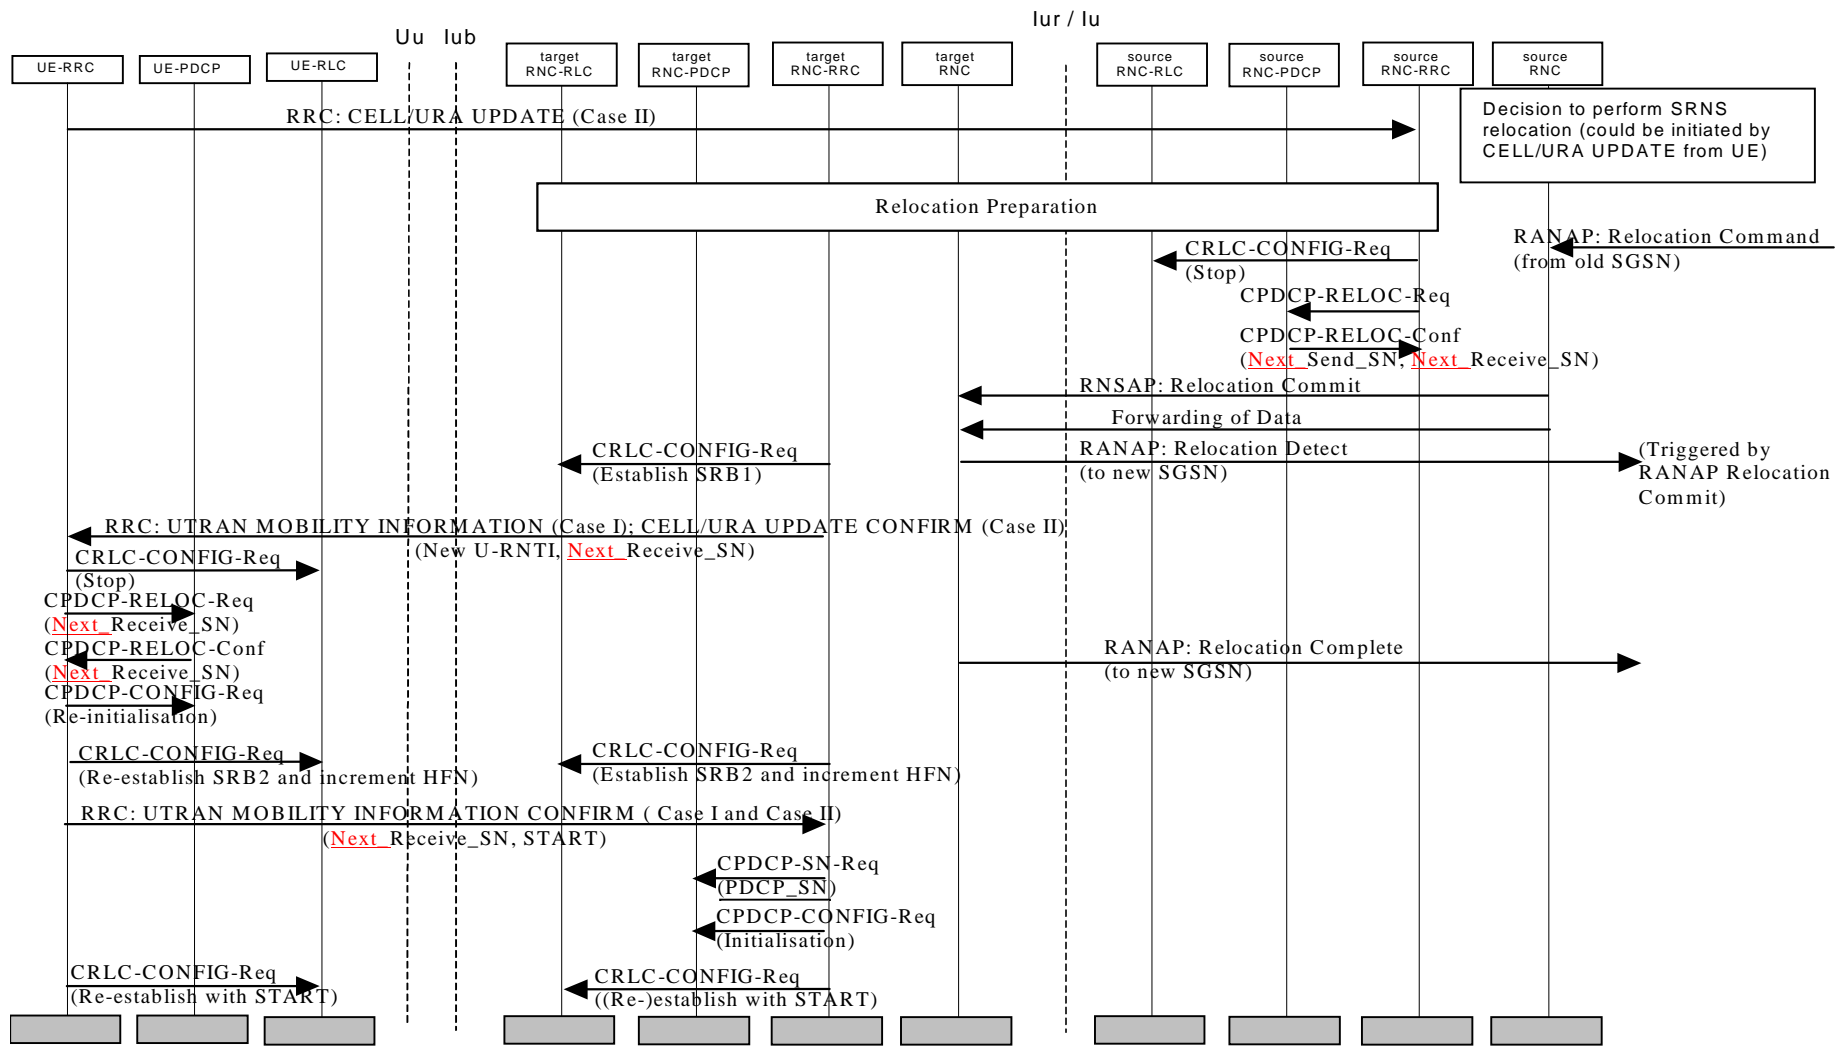 Iur / Iu
Uu Iub
UE-RRC
UE-PDCP
UE-RLC
target
RNC-RLC
target
RNC-PDCP
target
RNC-RRC
target
RNC
source
RNC-RLC
source
RNC-PDCP
source
RNC-RRC
source
RNC
Decision to perform SRNS
relocation (could be initiated by
CELL/URA UPDATE from UE)
RRC: CELL/URA UPDATE (Case II)
Relocation Preparation
RANAP: Relocation Command
(from old SGSN)
CRLC-CONFIG-Req
(Stop)
CPDCP-RELOC-Req
CPDCP-RELOC-Conf
(Next_Send_SN, Next_Receive_SN)
RNSAP: Relocation Commit
Forwarding of Data
CRLC-CONFIG-Req
(Establish SRB1)
RANAP: Relocation Detect
(to new SGSN)
(Triggered by
RANAP Relocation
Commit)
RRC: UTRAN MOBILITY INFORMATION (Case I); CELL/URA UPDATE CONFIRM (Case II)
(New U-RNTI, Next_Receive_SN)
CRLC-CONFIG-Req
(Stop)
CPDCP-RELOC-Req
(Next_Receive_SN)
CPDCP-RELOC-Conf
(Next_Receive_SN)
RANAP: Relocation Complete
(to new SGSN)
CPDCP-CONFIG-Req
(Re-initialisation)
CRLC-CONFIG-Req
(Re-establish SRB2 and increment HFN)
CRLC-CONFIG-Req
(Establish SRB2 and increment HFN)
RRC: UTRAN MOBILITY INFORMATION CONFIRM ( Case I and Case II)
(Next_Receive_SN, START)
CPDCP-SN-Req
(PDCP_SN)
CPDCP-CONFIG-Req
(Initialisation)
CRLC-CONFIG-Req
(Re-establish with START)
CRLC-CONFIG-Req
((Re-)establish with START)